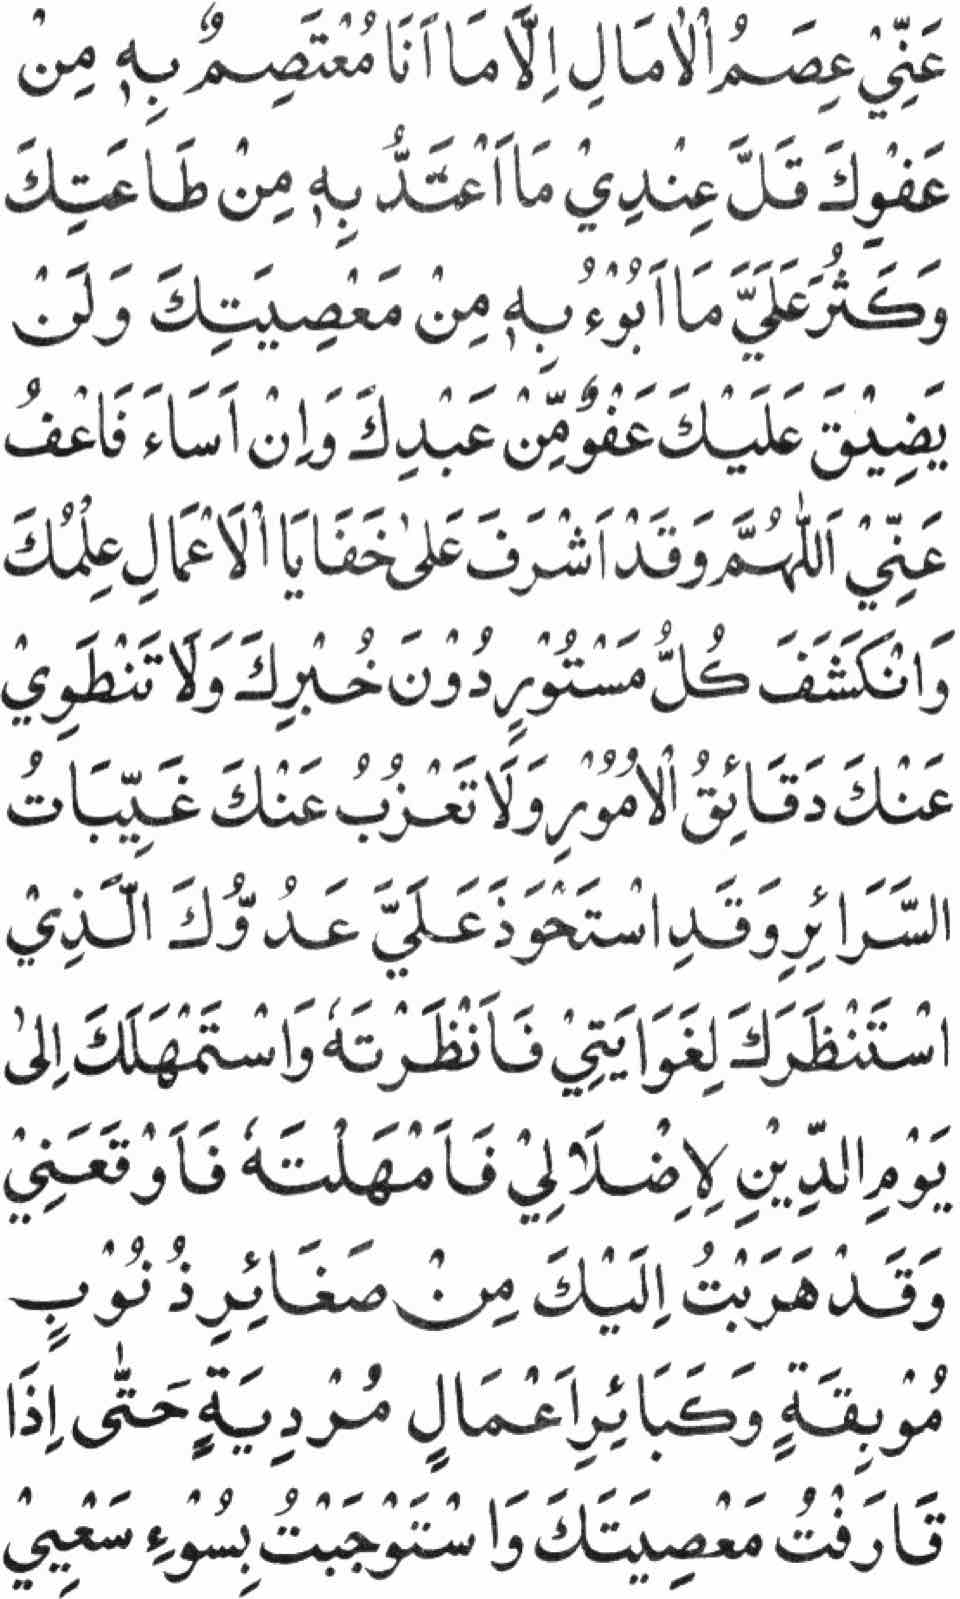 عَنِّيْ عِصَمُ الْاٰمَالِ اِلَّا مَا اَنَا مُعْتَصِمٌۢ بِهٖ مِنْ
عَفْوِكَ قَلَّ عِنْدِيْ مَا اَعْتَدُّ بِهٖ مِنْ طَاعَتِكَ
وَكَثُرَ عَلَيَّ مَا اَبُوْءُ بِهٖ مِنْ مَعْصِيَتِكَ وَلَنْ
يَضِيْقَ عَلَيْكَ عَفْوٌ مِّنْ عَبْدِكَ وَاِنْ اَسَاءَ فَاعْفُ
عَنِّيْ اَللّٰهُمَّ وَقَدْ اَشْرَفَ عَلٰى خَفَايَا الْاَعْمَالِ عِلْمُكَ
وَانْكَشَفَ كُلُّ مَسْتُوْرٍ دُوْنَ خُبْرِكَ وَلَا تَنْطَوِيْ
عَنْكَ دَقَائِقُ الْاُمُوْرِ وَلَا تَعْزُبُ عَنْكَ غَيِّبَاتُ
السَّرَائِرِ وَقَدِ اسْتَحْوَذَ عَلَيَّ عَدُوُّكَ الَّذِيْ
اسْتَنْظَرَكَ لِغَوَايَتِيْ فَاَنْظَرْتَهٗ وَاسْتَمْهَلَكَ اِلٰى
يَوْمِ الدِّيْنِ لِاِضْلَالِيْ فَاَمْهَلْتَهٗ فَاَوْقَعَنِيْ
وَقَدْ هَرَبْتُ اِلَيْكَ مِنْ صَغَائِرِ ذُنُوْبٍ
مُوْبِقَةٍ وَكَبَائِرِ اَعْمَالٍ مُرْدِيَةٍ حَتّٰى اِذَا
قَارَفْتُ مَعْصِيَتَكَ وَاسْتَوْجَبْتُ بِسُوْءِ سَعْيِيْ